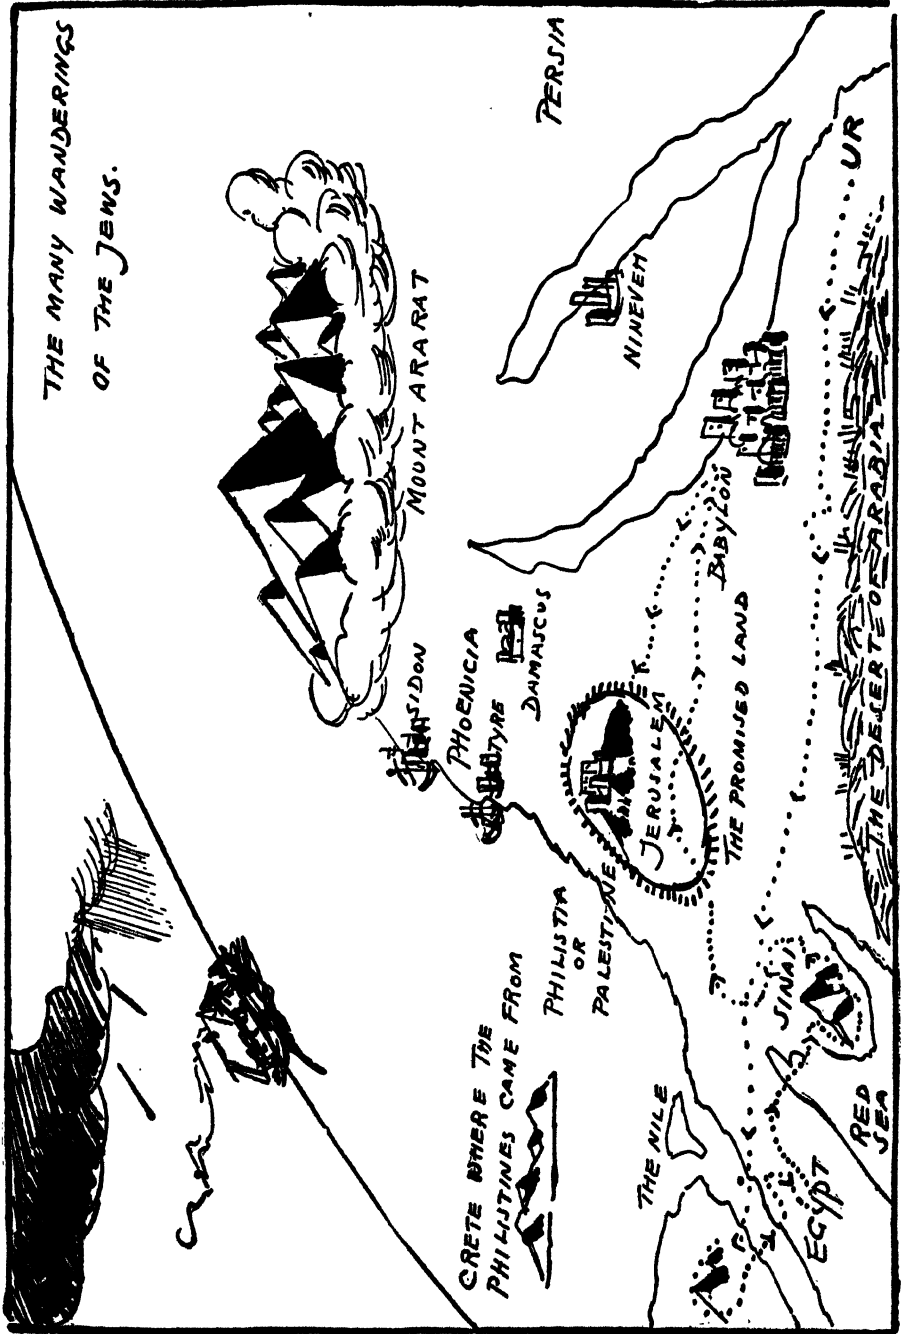 THE MANY WANDERINGS
OF THE JEWS.
MOUNT ARARAT
PERSIA
NINEVEH
UR
BABYLON
SIDON
PHOENICIA
TYRE
DAMASCUS
JERUSALEM
THE PROMISED LAND
THE DESERT OF ARABIA
PHILISTIA
OR
PALESTINE
CRETE WHERE THE
PHILISTINES CAME FROM
THE NILE
SINAI
RED
SEA
EGYPT